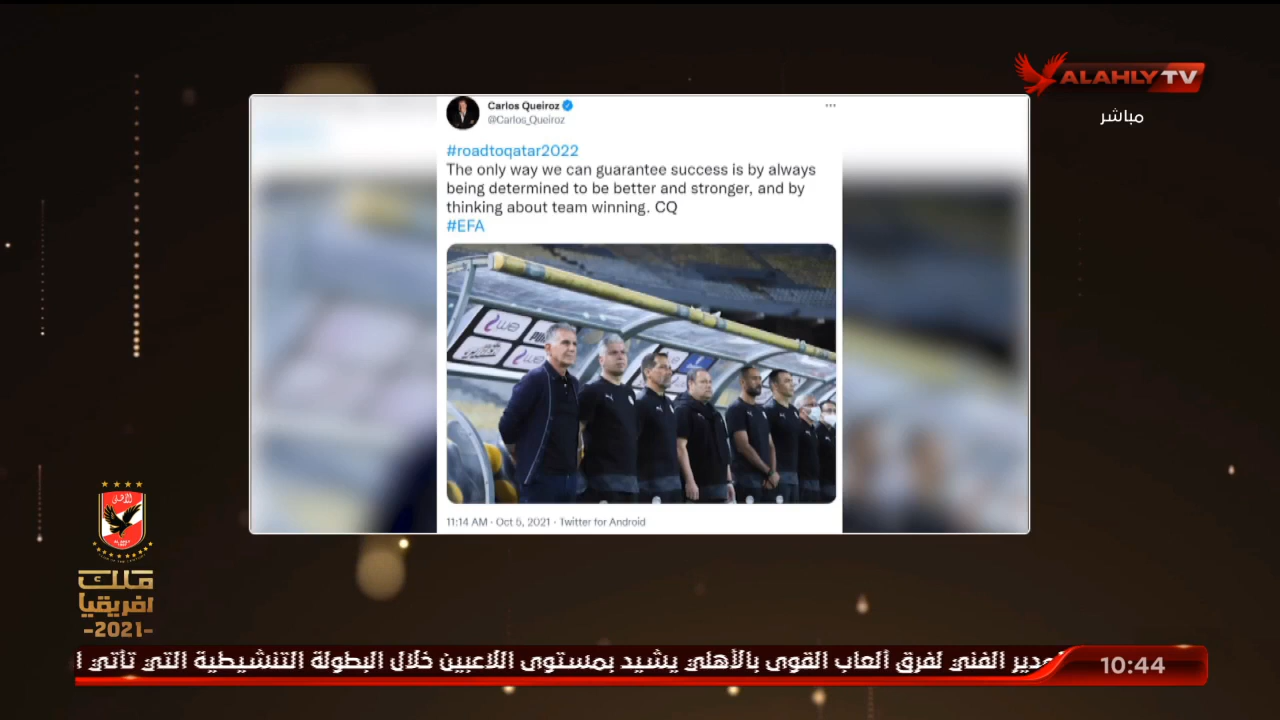 ALAHLY TV
مباشر
Carlos Queiroz
@Carlos_Queiroz
#roadtoqatar2022
The only way we can guarantee success is by always
being determined to be better and stronger, and by
thinking about team winning. CQ
#EFA
we
we
11:14 AM · Oct 5, 2021 · Twitter for Android
الأهلي
ملك
افريقيا
-2021-
المدير الفني لفرق ألعاب القوى بالأهلي يشيد بمستوى اللاعبين خلال البطولة التنشيطية التي تأتي ا
10:44